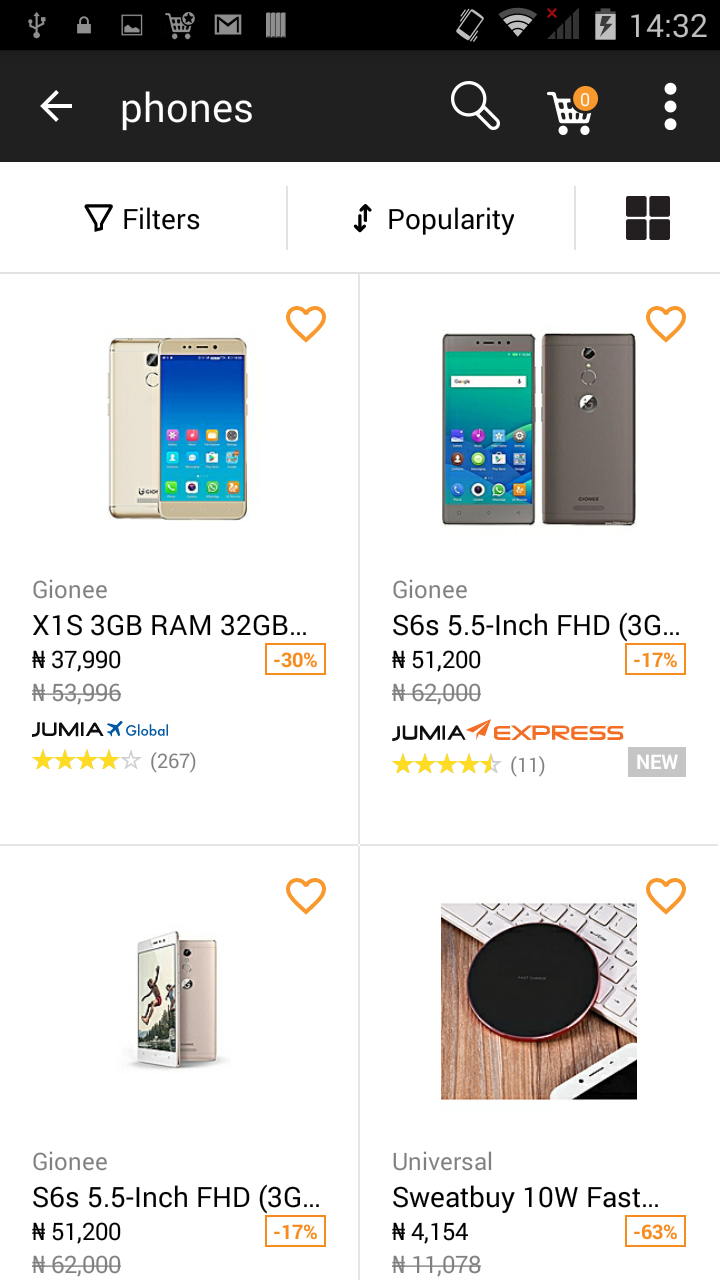 14:32
phones
0
Filters
Popularity
Gionee
X1S 3GB RAM 32GB...
₦ 37,990
-30%
₦ 53,996
JUMIA Global
(267)
Gionee
S6s 5.5-Inch FHD (3G...
₦ 51,200
-17%
₦ 62,000
JUMIA EXPRESS
(11)
NEW
Gionee
S6s 5.5-Inch FHD (3G...
₦ 51,200
-17%
₦ 62,000
Universal
Sweatbuy 10W Fast...
₦ 4,154
-63%
₦ 11,078